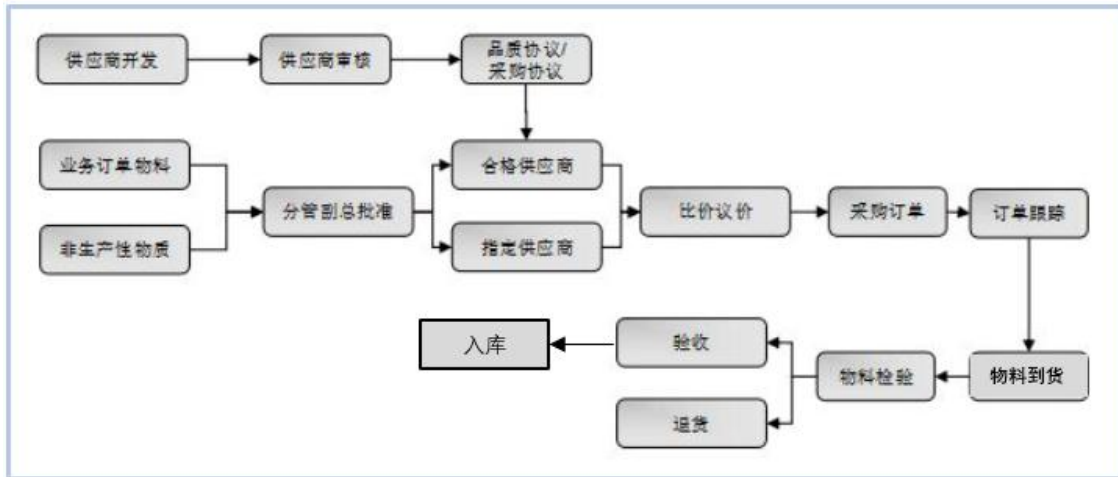 供应商开发
供应商审核
品质协议/
采购协议
业务订单物料
非生产性物质
分管副总批准
合格供应商
指定供应商
比价议价
采购订单
订单跟踪
入库
验收
物料检验
物料到货
退货